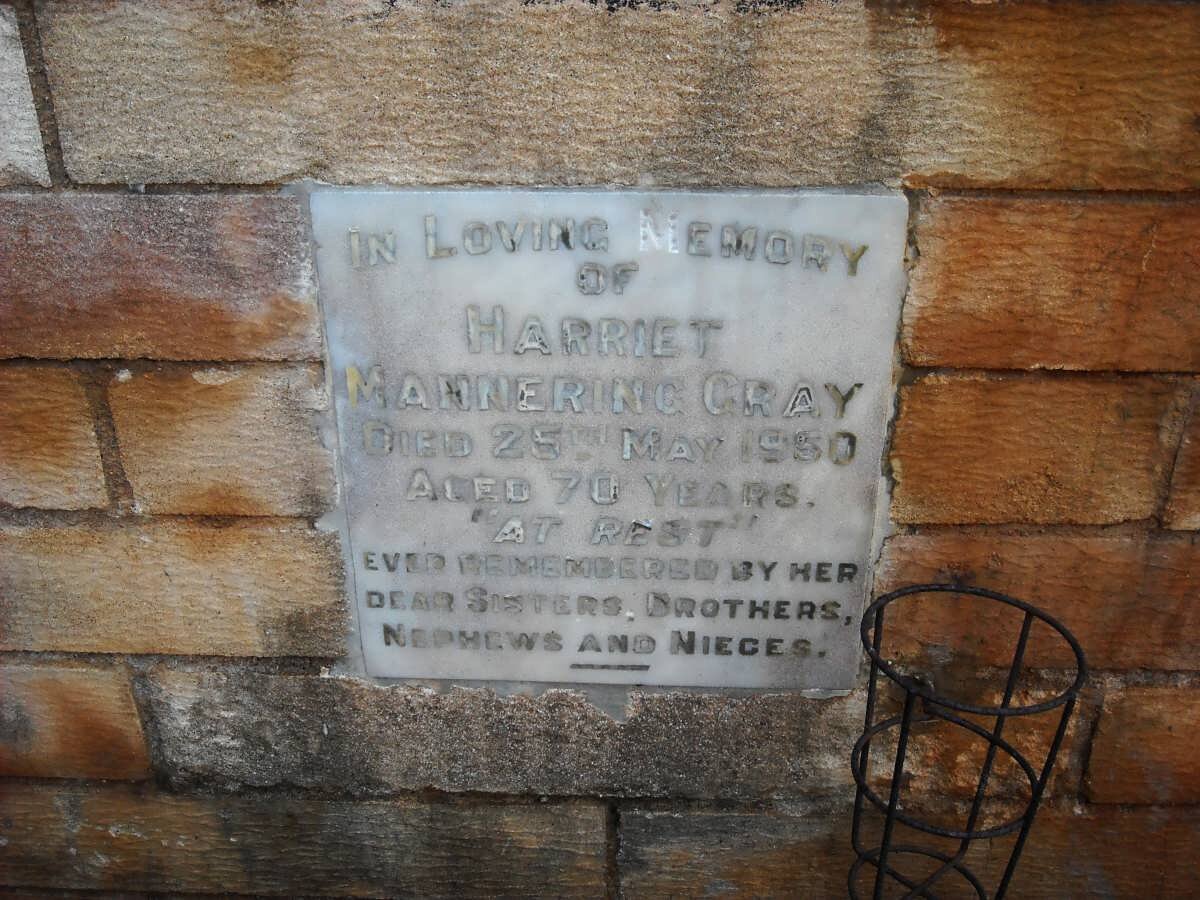 IN LOVING MEMORY
OF
HARRIET
MANNERING GRAY
DIED 25TH MAY 1950
AGED 70 YEARS.
"AT REST"
EVER REMEMBERED BY HER
DEAR SISTERS, BROTHERS,
NEPHEWS AND NIECES.